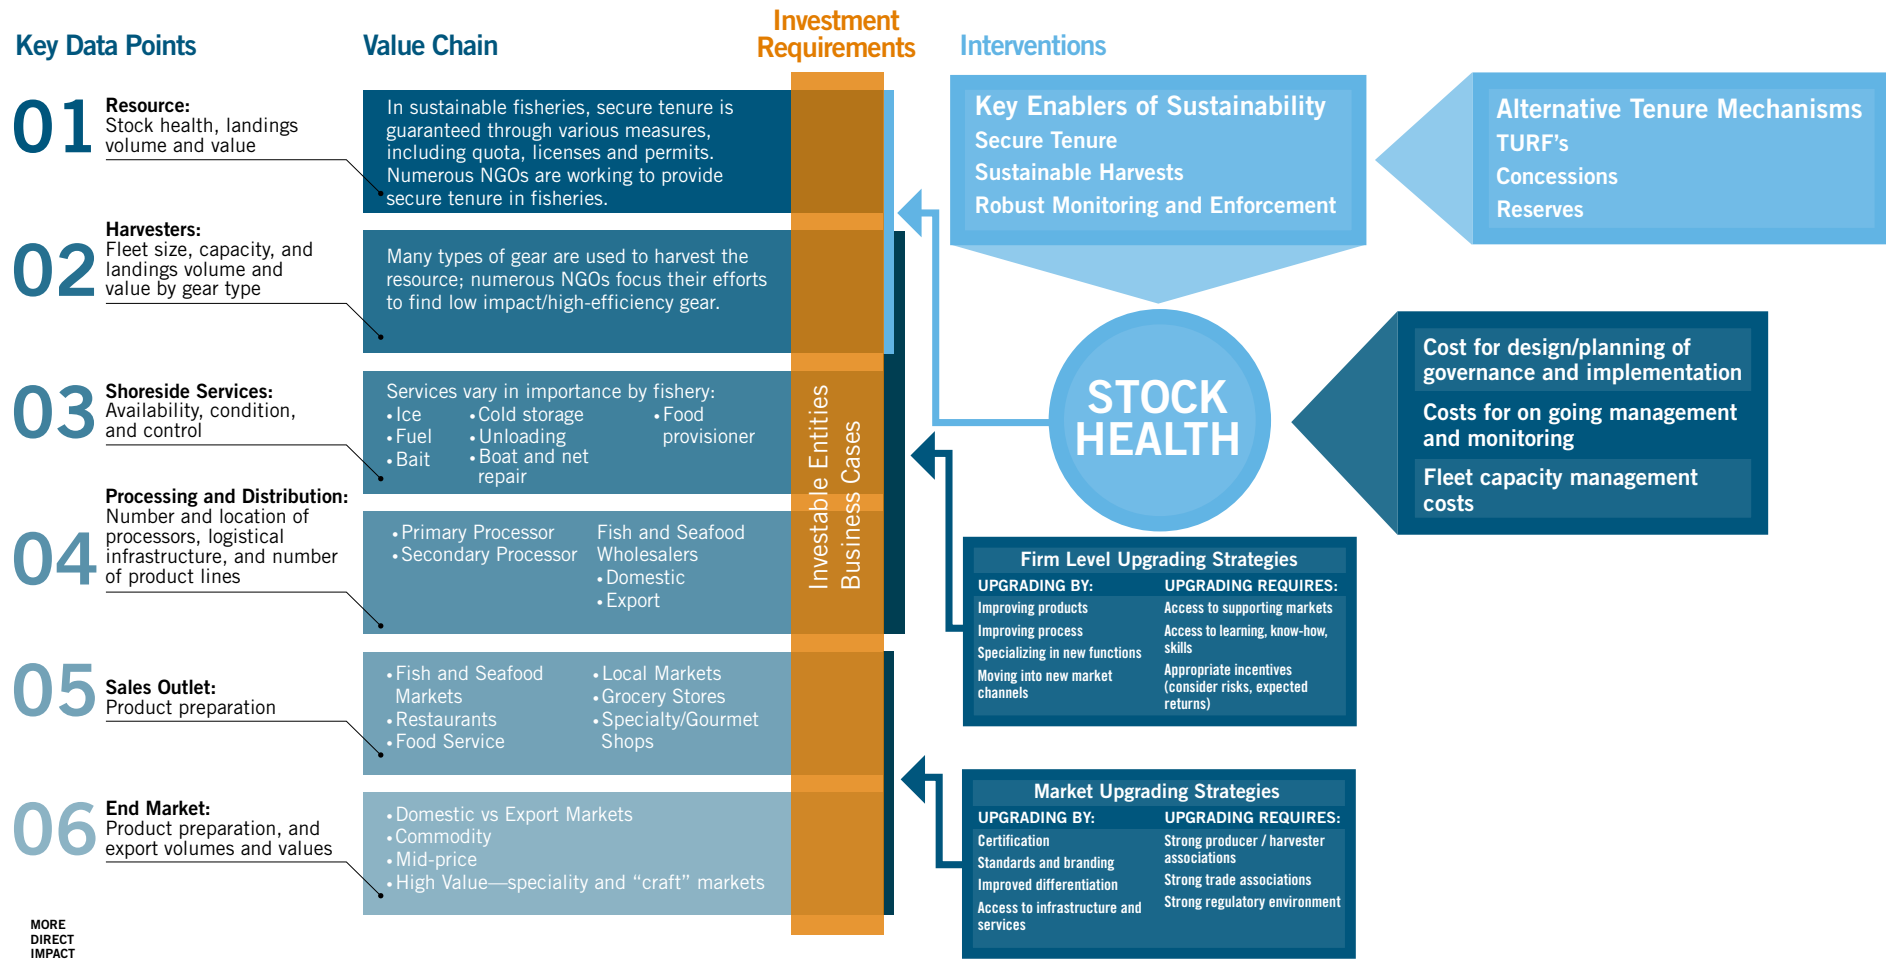 Key Data Points
Value Chain
Investment
Requirements
Interventions
01
Resource:
Stock health, landings
volume and value
In sustainable fisheries, secure tenure is
guaranteed through various measures,
including quota, licenses and permits.
Numerous NGOs are working to provide
secure tenure in fisheries.
02
Harvesters:
Fleet size, capacity, and
landings volume and
value by gear type
Many types of gear are used to harvest the
resource; numerous NGOs focus their efforts
to find low impact/high-efficiency gear.
03
Shoreside Services:
Availability, condition,
and control
Services vary in importance by fishery:
• Ice
• Fuel
• Bait
• Cold storage
• Unloading
• Boat and net
repair
• Food
provisioner
04
Processing and Distribution:
Number and location of
processors, logistical
infrastructure, and number
of product lines
• Primary Processor
• Secondary Processor
Fish and Seafood
Wholesalers
• Domestic
• Export
05
Sales Outlet:
Product preparation
• Fish and Seafood
Markets
• Restaurants
• Food Service
• Local Markets
• Grocery Stores
• Specialty/Gourmet
Shops
06
End Market:
Product preparation, and
export volumes and values
• Domestic vs Export Markets
• Commodity
• Mid-price
• High Value—speciality and “craft” markets
MORE
DIRECT
IMPACT
Investable Entities
Business Cases
Key Enablers of Sustainability
Secure Tenure
Sustainable Harvests
Robust Monitoring and Enforcement
Alternative Tenure Mechanisms
TURF’s
Concessions
Reserves
STOCK
HEALTH
Cost for design/planning of
governance and implementation
Costs for on going management
and monitoring
Fleet capacity management
costs
Firm Level Upgrading Strategies
UPGRADING BY:
Improving products
Improving process
Specializing in new functions
Moving into new market
channels
UPGRADING REQUIRES:
Access to supporting markets
Access to learning, know-how,
skills
Appropriate incentives
(consider risks, expected
returns)
Market Upgrading Strategies
UPGRADING BY:
Certification
Standards and branding
Improved differentiation
Access to infrastructure and
services
UPGRADING REQUIRES:
Strong producer / harvester
associations
Strong trade associations
Strong regulatory environment